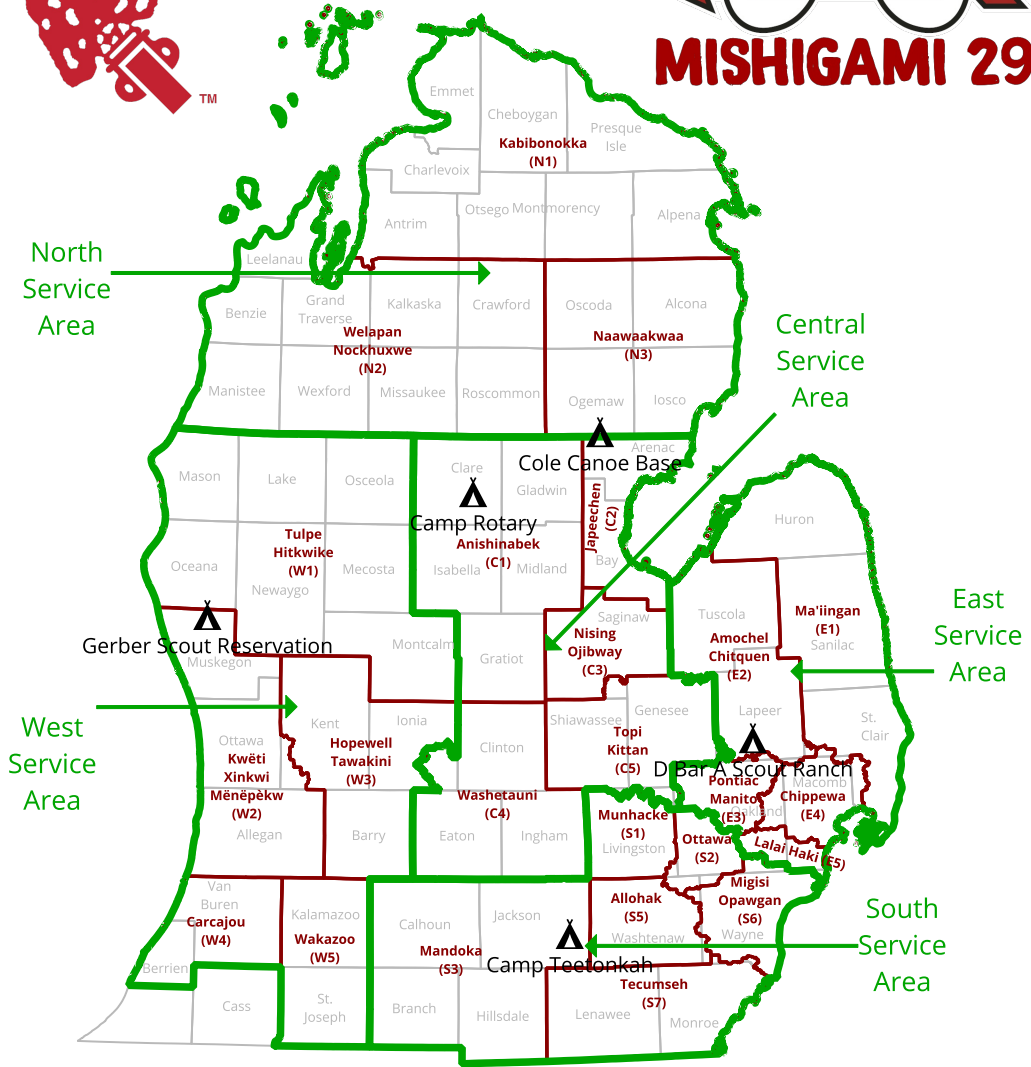 TM
MISHIGAMI 29
Emmet
Cheboygan
Presque
Isle
Kabibonokka
(N1)
Charlevoix
Otsego
Montmorency
Alpena
Antrim
North
Service
Area
Leelanau
Benzie
Grand
Traverse
Kalkaska
Crawford
Oscoda
Alcona
Welapan
Nockhuxwe
(N2)
Naawaakwaa
(N3)
Central
Service
Area
Manistee
Wexford
Missaukee
Roscommon
Ogemaw
Iosco
Arenac
Cole Canoe Base
Mason
Lake
Osceola
Clare
Gladwin
Camp Rotary
Japeechen
(C2)
Huron
Tulpe
Hitkwike
(W1)
Anishinabek
(C1)
Oceana
Newaygo
Mecosta
Isabella
Midland
Bay
Gerber Scout Reservation
Muskegon
Montcalm
Gratiot
Saginaw
Nising
Ojibway
(C3)
Tuscola
Ma'iingan
(E1)
Sanilac
Amochel
Chitquen
(E2)
East
Service
Area
West
Service
Area
Ottawa
Kwëti
Xinkwi
Mënëpèkw
(W2)
Kent
Ionia
Hopewell
Tawakini
(W3)
Clinton
Shiawassee
Genesee
Topi
Kittan
(C5)
Lapeer
St.
Clair
D Bar A Scout Ranch
Pontiac
Manito
(E3)
Oakland
Macomb
Chippewa
(E4)
Allegan
Barry
Eaton
Washetauni
(C4)
Ingham
Munhacke
(S1)
Livingston
Ottawa
(S2)
Lalai Haki (E5)
Van
Buren
Carcajou
(W4)
Berrien
Kalamazoo
Wakazoo
(W5)
Calhoun
Jackson
Mandoka
(S3)
Camp Teetonkah
Allohak
(S5)
Washtenaw
Migisi
Opawgan
(S6)
Wayne
South
Service
Area
Cass
St.
Joseph
Branch
Hillsdale
Tecumseh
(S7)
Lenawee
Monroe